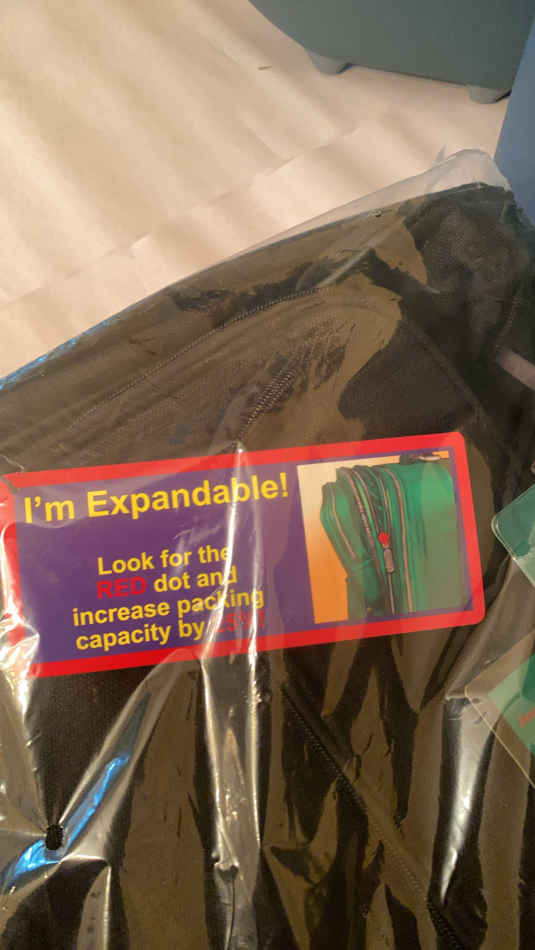 I'm Expandable!
Look for the
RED dot and
increase packing
capacity by